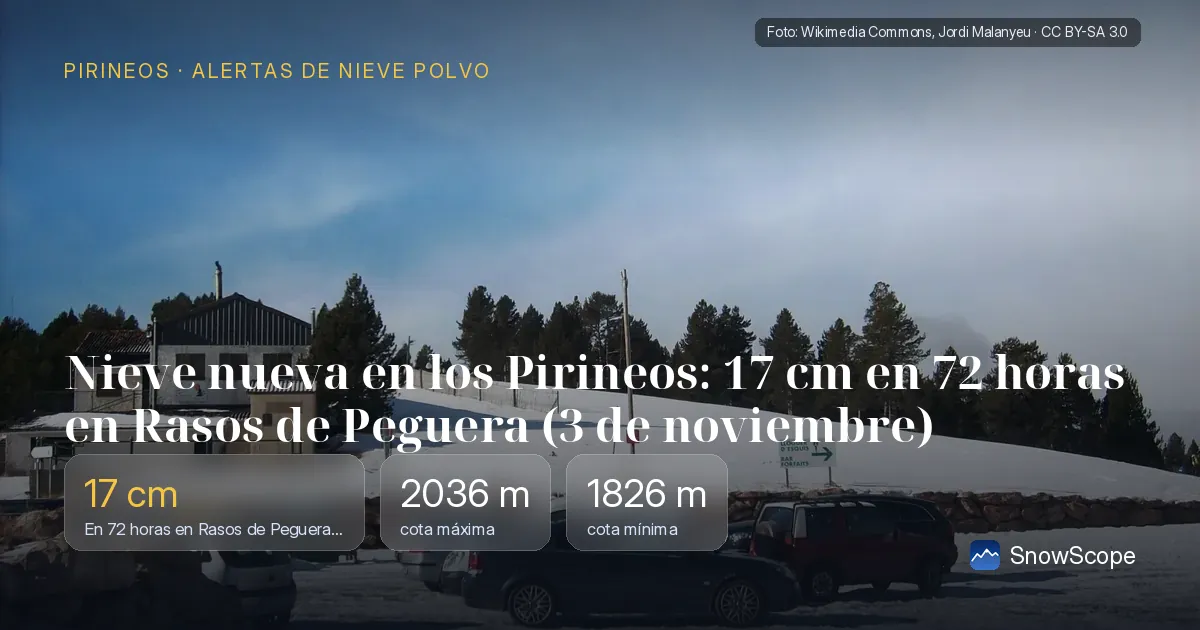 Foto: Wikimedia Commons, Jordi Malanyeu · CC BY-SA 3.0
PIRINEOS · ALERTAS DE NIEVE POLVO
Nieve nueva en los Pirineos: 17 cm en 72 horas
en Rasos de Peguera (3 de noviembre)
D'ESQUIS
BAR
17 cm
En 72 horas en Rasos de Peguera...
2036 m
cota máxima
1826 m
cota mínima
SnowScope